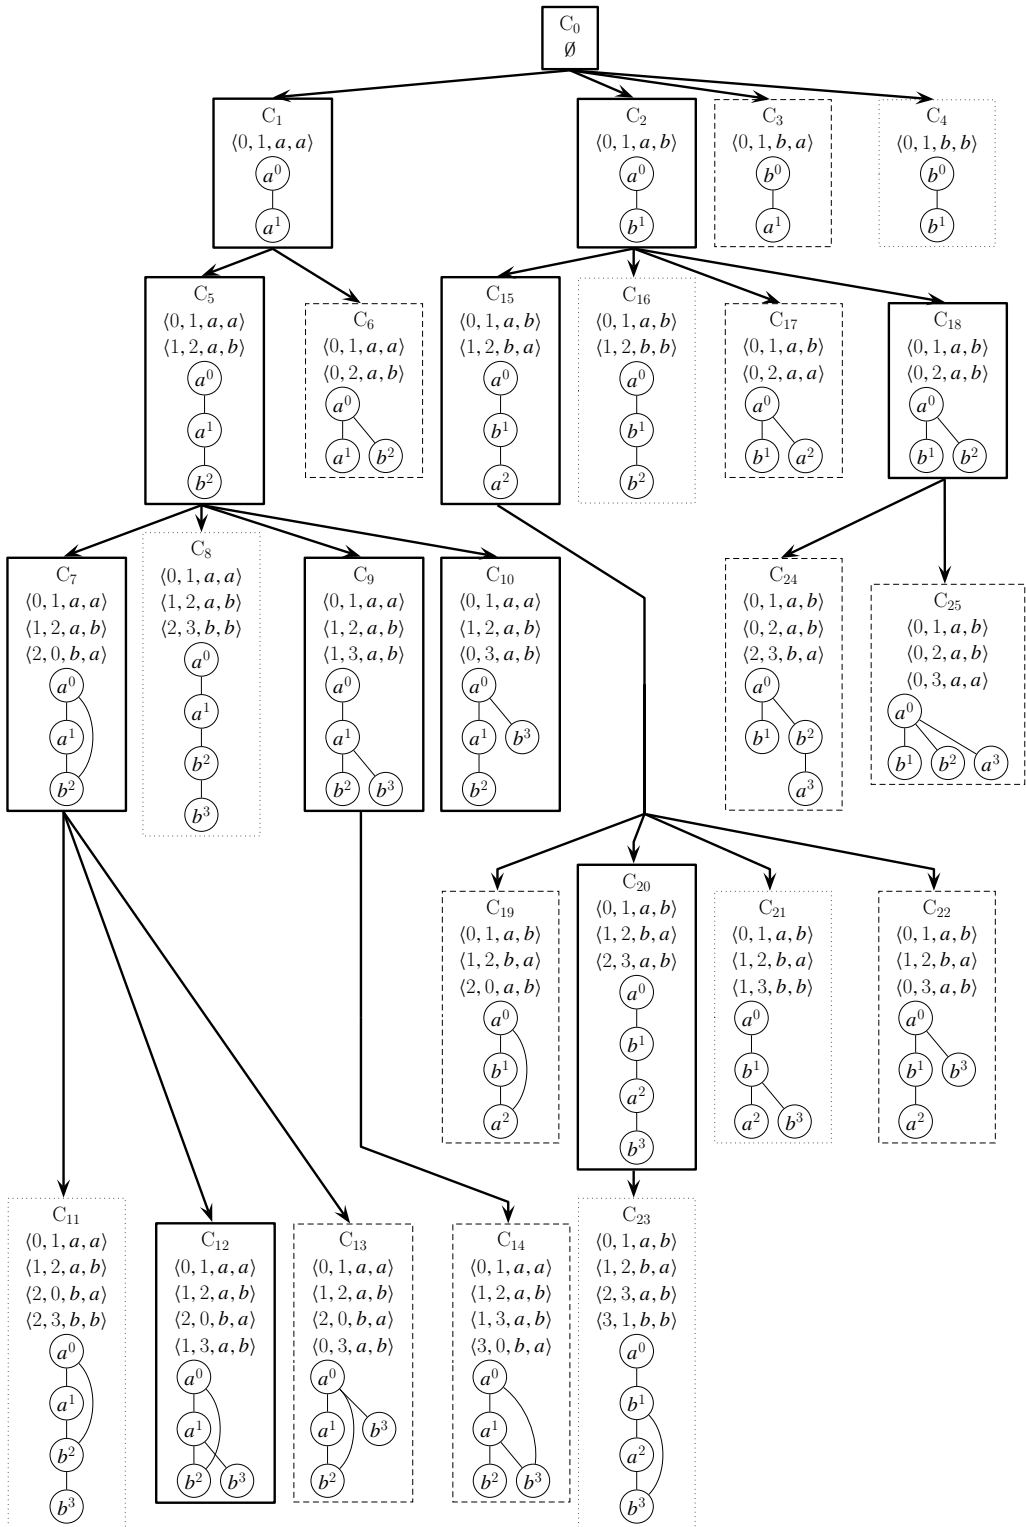 C₀
∅
C₁
⟨0, 1, a, a⟩
a⁰
a¹
C₂
⟨0, 1, a, b⟩
a⁰
b¹
C₃
⟨0, 1, b, a⟩
b⁰
a¹
C₄
⟨0, 1, b, b⟩
b⁰
b¹
C₅
⟨0, 1, a, a⟩
⟨1, 2, a, b⟩
a⁰
a¹
b²
C₆
⟨0, 1, a, a⟩
⟨0, 2, a, b⟩
a⁰
a¹ b²
C₁₅
⟨0, 1, a, b⟩
⟨1, 2, b, a⟩
a⁰
b¹
a²
C₁₆
⟨0, 1, a, b⟩
⟨1, 2, b, b⟩
a⁰
b¹
b²
C₁₇
⟨0, 1, a, b⟩
⟨0, 2, a, a⟩
a⁰
b¹ a²
C₁₈
⟨0, 1, a, b⟩
⟨0, 2, a, b⟩
a⁰
b¹ b²
C₇
⟨0, 1, a, a⟩
⟨1, 2, a, b⟩
⟨2, 0, b, a⟩
a⁰
a¹
b²
C₈
⟨0, 1, a, a⟩
⟨1, 2, a, b⟩
⟨2, 3, b, b⟩
a⁰
a¹
b²
b³
C₉
⟨0, 1, a, a⟩
⟨1, 2, a, b⟩
⟨1, 3, a, b⟩
a⁰
a¹
b² b³
C₁₀
⟨0, 1, a, a⟩
⟨1, 2, a, b⟩
⟨0, 3, a, b⟩
a⁰
a¹ b³
b²
C₂₄
⟨0, 1, a, b⟩
⟨0, 2, a, b⟩
⟨2, 3, b, a⟩
a⁰
b¹ b²
a³
C₂₅
⟨0, 1, a, b⟩
⟨0, 2, a, b⟩
⟨0, 3, a, a⟩
a⁰
b¹ b² a³
C₁₉
⟨0, 1, a, b⟩
⟨1, 2, b, a⟩
⟨2, 0, a, b⟩
a⁰
b¹
a²
C₂₀
⟨0, 1, a, b⟩
⟨1, 2, b, a⟩
⟨2, 3, a, b⟩
a⁰
b¹
a²
b³
C₂₁
⟨0, 1, a, b⟩
⟨1, 2, b, a⟩
⟨1, 3, b, b⟩
a⁰
b¹
a² b³
C₂₂
⟨0, 1, a, b⟩
⟨1, 2, b, a⟩
⟨0, 3, a, b⟩
a⁰
b¹ b³
a²
C₁₁
⟨0, 1, a, a⟩
⟨1, 2, a, b⟩
⟨2, 0, b, a⟩
⟨2, 3, b, b⟩
a⁰
a¹
b²
b³
C₁₂
⟨0, 1, a, a⟩
⟨1, 2, a, b⟩
⟨2, 0, b, a⟩
⟨1, 3, a, b⟩
a⁰
a¹
b² b³
C₁₃
⟨0, 1, a, a⟩
⟨1, 2, a, b⟩
⟨2, 0, b, a⟩
⟨0, 3, a, b⟩
a⁰
a¹ b³
b²
C₁₄
⟨0, 1, a, a⟩
⟨1, 2, a, b⟩
⟨1, 3, a, b⟩
⟨3, 0, b, a⟩
a⁰
a¹
b² b³
C₂₃
⟨0, 1, a, b⟩
⟨1, 2, b, a⟩
⟨2, 3, a, b⟩
⟨3, 1, b, b⟩
a⁰
b¹
a²
b³